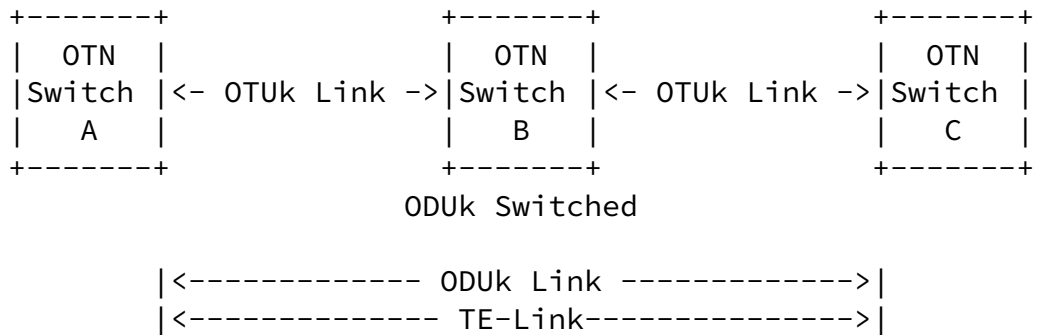 +-------+                  +-------+                  +-------+
|  OTN  |                  |  OTN  |                  |  OTN  |
|Switch |<- OTUk Link ->|Switch |<- OTUk Link ->|Switch |
|   A   |                  |   B   |                  |   C   |
+-------+                  +-------+                  +-------+
ODUk Switched
|<------------- ODUk Link ------------->|
|<-------------- TE-Link--------------->|